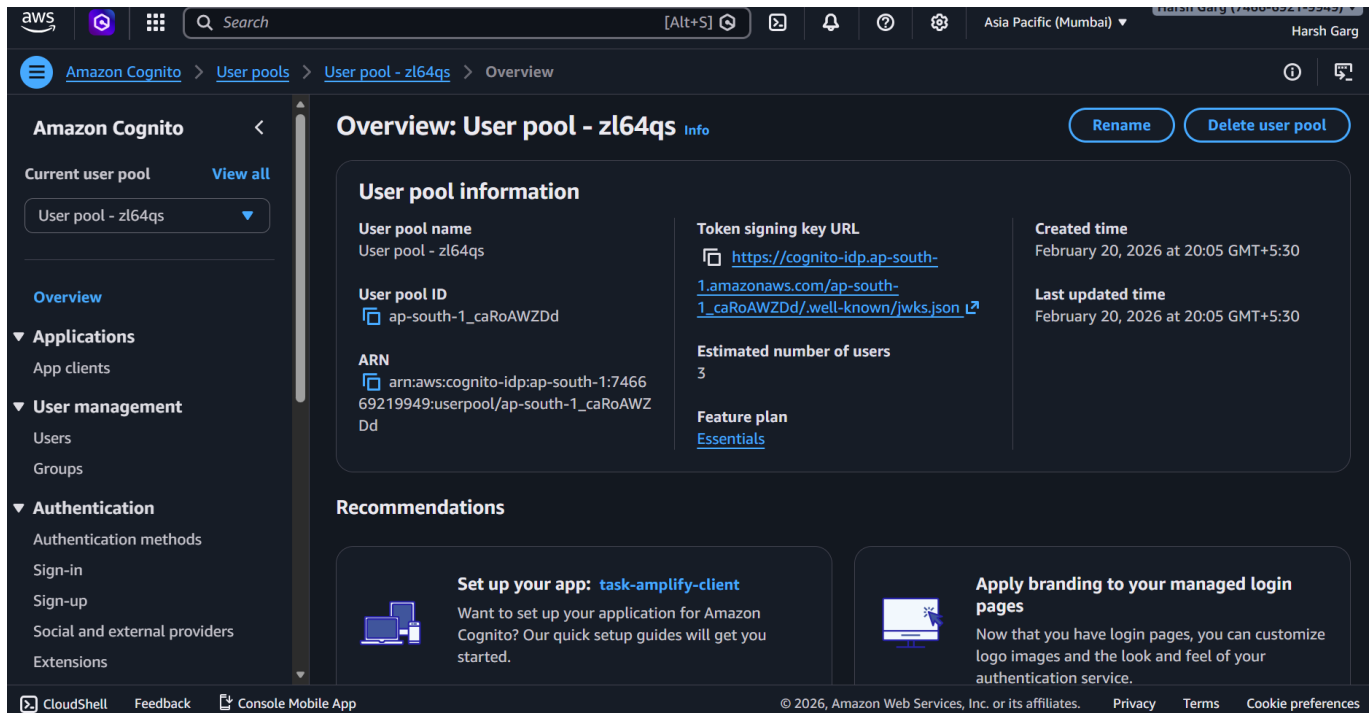 aws
Search
[Alt+S]
Asia Pacific (Mumbai)
Harsh Garg
Amazon Cognito > User pools > User pool - zl64qs > Overview
Amazon Cognito
Current user pool
View all
User pool - zl64qs
Overview
Applications
App clients
User management
Users
Groups
Authentication
Authentication methods
Sign-in
Sign-up
Social and external providers
Extensions
Overview: User pool - zl64qs Info
Rename
Delete user pool
User pool information
User pool name
User pool - zl64qs
User pool ID
ap-south-1_caRoAWZDd
ARN
arn:aws:cognito-idp:ap-south-1:7466
69219949:userpool/ap-south-1_caRoAWZ
Dd
Token signing key URL
https://cognito-idp.ap-south-
1.amazonaws.com/ap-south-
1_caRoAWZDd/.well-known/jwks.json
Estimated number of users
3
Feature plan
Essentials
Created time
February 20, 2026 at 20:05 GMT+5:30
Last updated time
February 20, 2026 at 20:05 GMT+5:30
Recommendations
Set up your app: task-amplify-client
Want to set up your application for Amazon
Cognito? Our quick setup guides will get you
started.
Apply branding to your managed login
pages
Now that you have login pages, you can customize
logo images and the look and feel of your
authentication service.
CloudShell
Feedback
Console Mobile App
© 2026, Amazon Web Services, Inc. or its affiliates.
Privacy
Terms
Cookie preferences